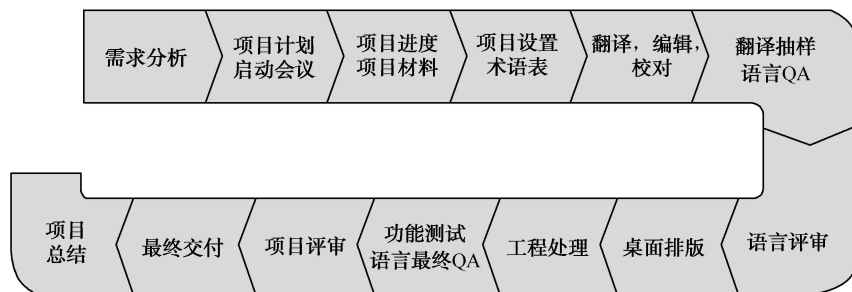 需求分析
项目计划
启动会议
项目进度
项目材料
项目设置
术语表
翻译，编辑，
校对
翻译抽样
语言QA
语言评审
桌面排版
工程处理
功能测试
语言最终QA
项目评审
最终交付
项目
总结